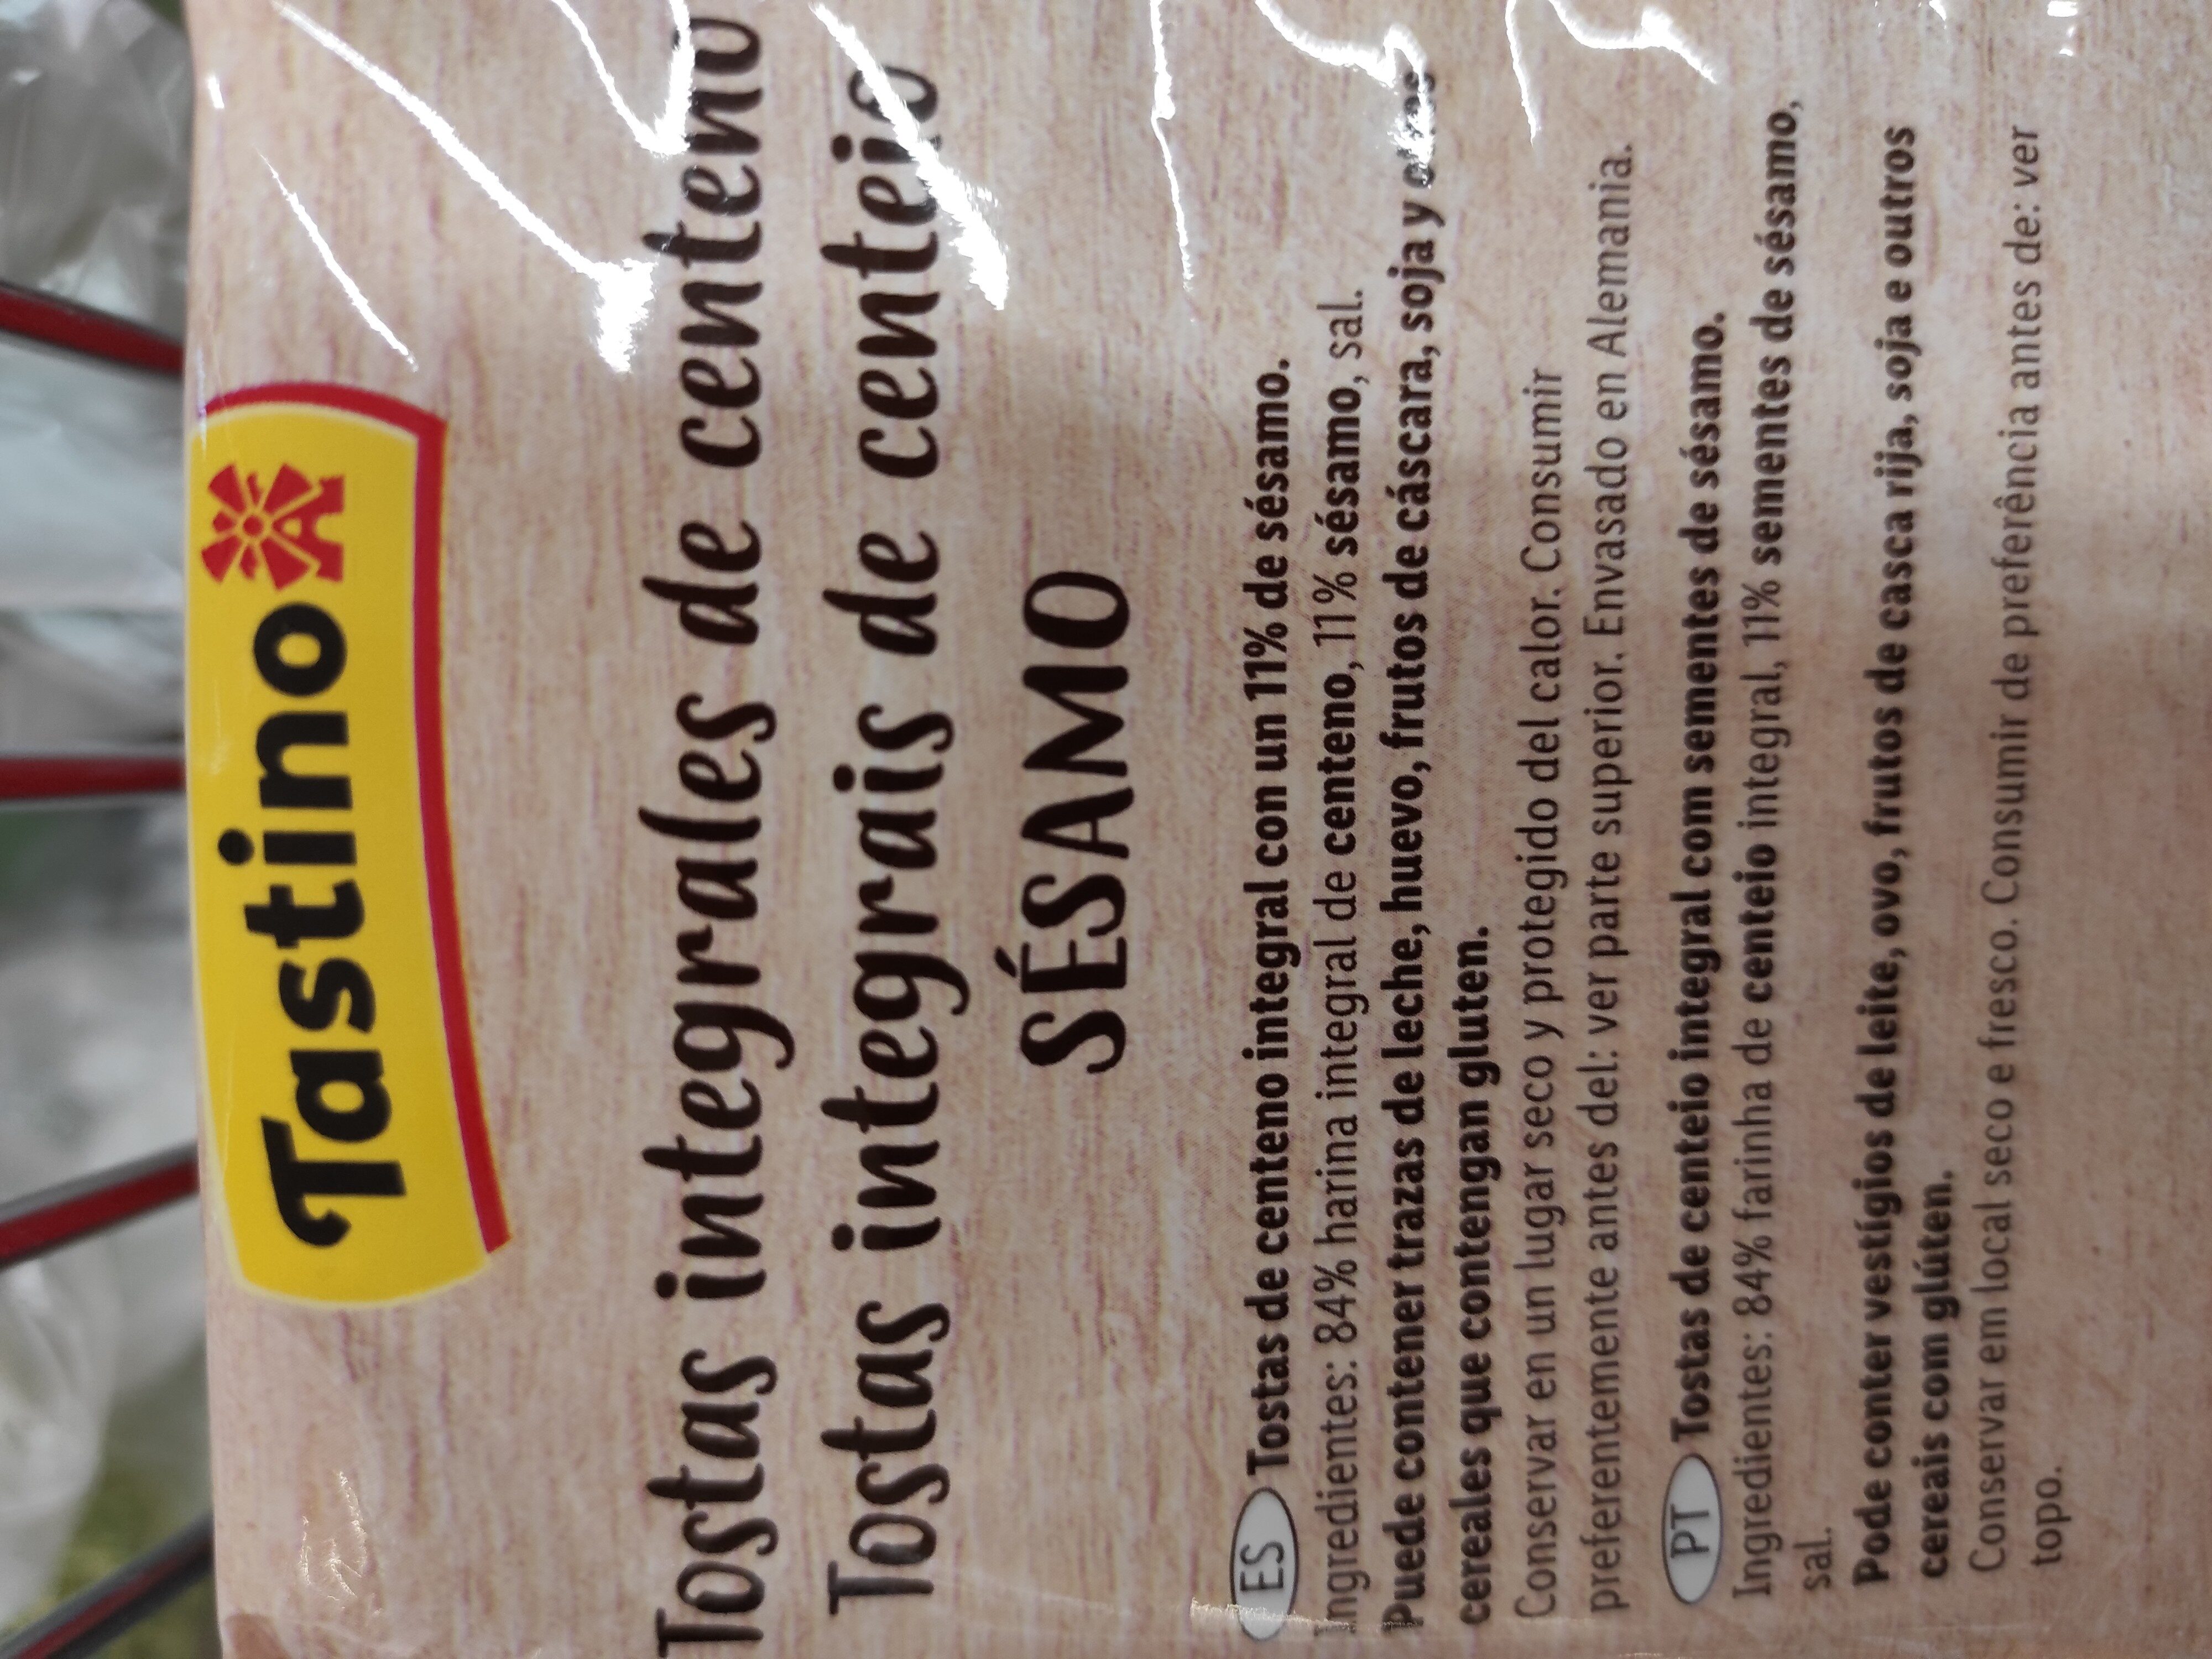 Tastino
Tostas integrales de centeno
Tostas integrais de centeio
SÉSAMO
ES Tostas de centeno integral con un 11% de sésamo.
Ingredientes: 84% harina integral de centeno, 11% sésamo, sal.
Puede contener trazas de leche, huevo, frutos de cáscara, soja y otros
cereales que contengan gluten.
Conservar en un lugar seco y protegido del calor. Consumir
preferentemente antes del: ver parte superior. Envasado en Alemania.
PT Tostas de centeio integral com sementes de sésamo.
Ingredientes: 84% farinha de centeio integral, 11% sementes de sésamo,
sal.
Pode conter vestígios de leite, ovo, frutos de casca rija, soja e outros
cereais com glúten.
Conservar em local seco e fresco. Consumir de preferência antes de: ver
topo.